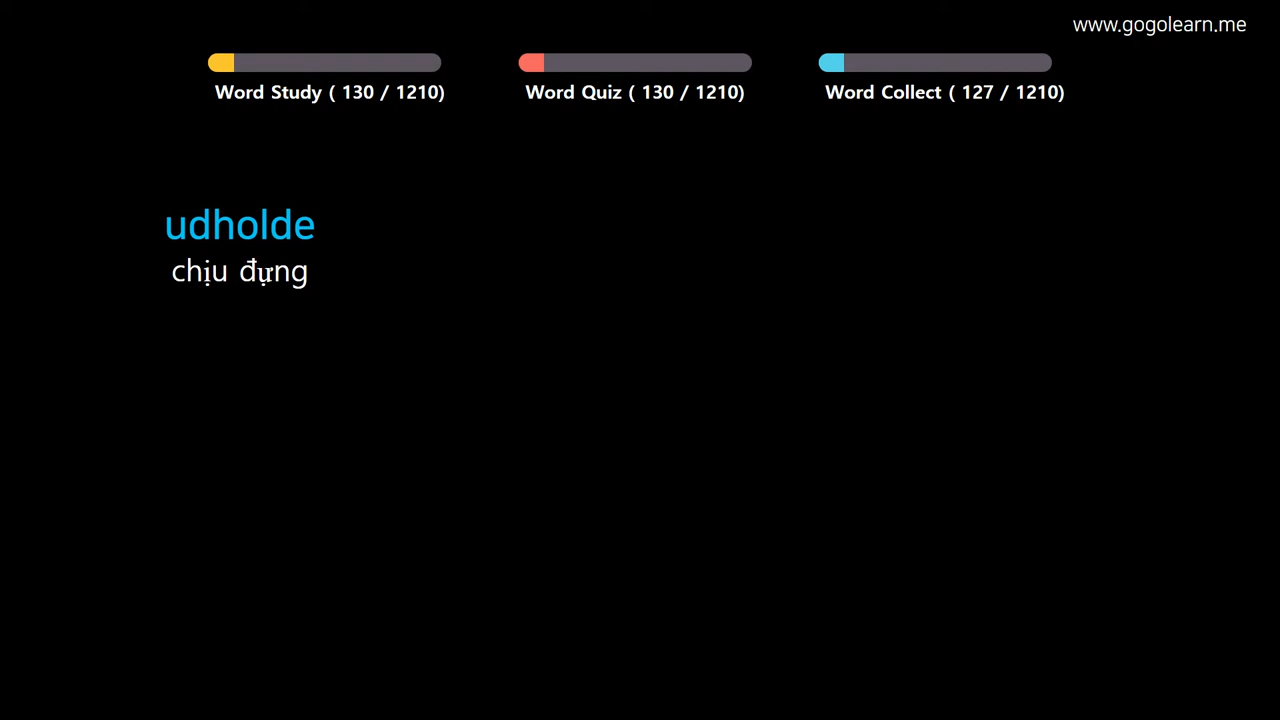 www.gogolearn.me
Word Study ( 130 / 1210)
Word Quiz ( 130 / 1210)
Word Collect ( 127 / 1210)
udholde
chịu đựng